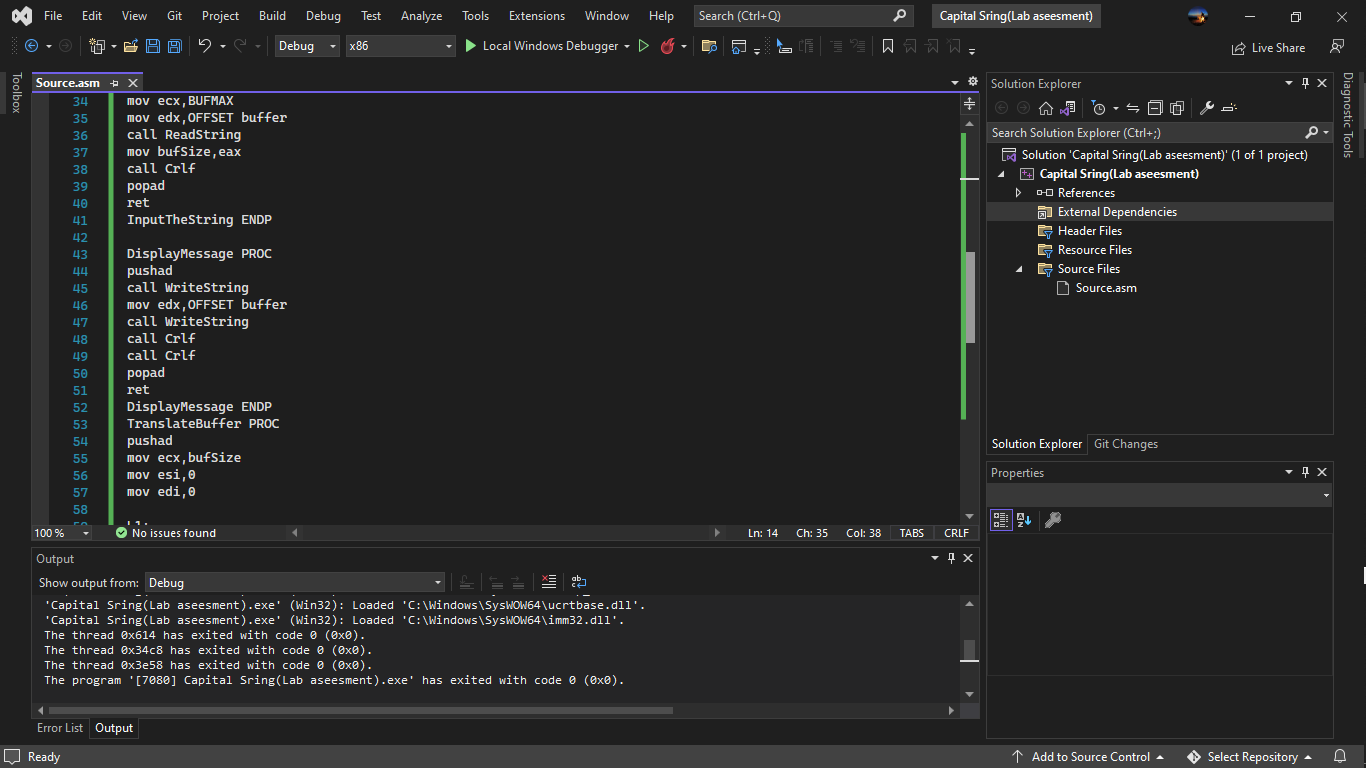 File Edit View Git Project Build Debug Test Analyze Tools Extensions Window Help Search (Ctrl+Q) Capital Sring(Lab aseesment)
Debug x86 Local Windows Debugger Live Share
Toolbox
Source.asm
34 mov ecx,BUFMAX
35 mov edx,OFFSET buffer
36 call ReadString
37 mov bufSize,eax
38 call Crlf
39 popad
40 ret
41 InputTheString ENDP
42
43 DisplayMessage PROC
44 pushad
45 call WriteString
46 mov edx,OFFSET buffer
47 call WriteString
48 call Crlf
49 call Crlf
50 popad
51 ret
52 DisplayMessage ENDP
53 TranslateBuffer PROC
54 pushad
55 mov ecx,bufSize
56 mov esi,0
57 mov edi,0
58
100 % No issues found Ln: 14 Ch: 35 Col: 38 TABS CRLF
Output
Show output from: Debug
'Capital Sring(Lab aseesment).exe' (Win32): Loaded 'C:\Windows\SysWOW64\ucrtbase.dll'.
'Capital Sring(Lab aseesment).exe' (Win32): Loaded 'C:\Windows\SysWOW64\imm32.dll'.
The thread 0x614 has exited with code 0 (0x0).
The thread 0x34c8 has exited with code 0 (0x0).
The thread 0x3e58 has exited with code 0 (0x0).
The program '[7080] Capital Sring(Lab aseesment).exe' has exited with code 0 (0x0).
Error List Output
Solution Explorer
Search Solution Explorer (Ctrl+;)
Solution 'Capital Sring(Lab aseesment)' (1 of 1 project)
Capital Sring(Lab aseesment)
References
External Dependencies
Header Files
Resource Files
Source Files
Source.asm
Solution Explorer Git Changes
Properties
Diagnostic Tools
Ready Add to Source Control Select Repository